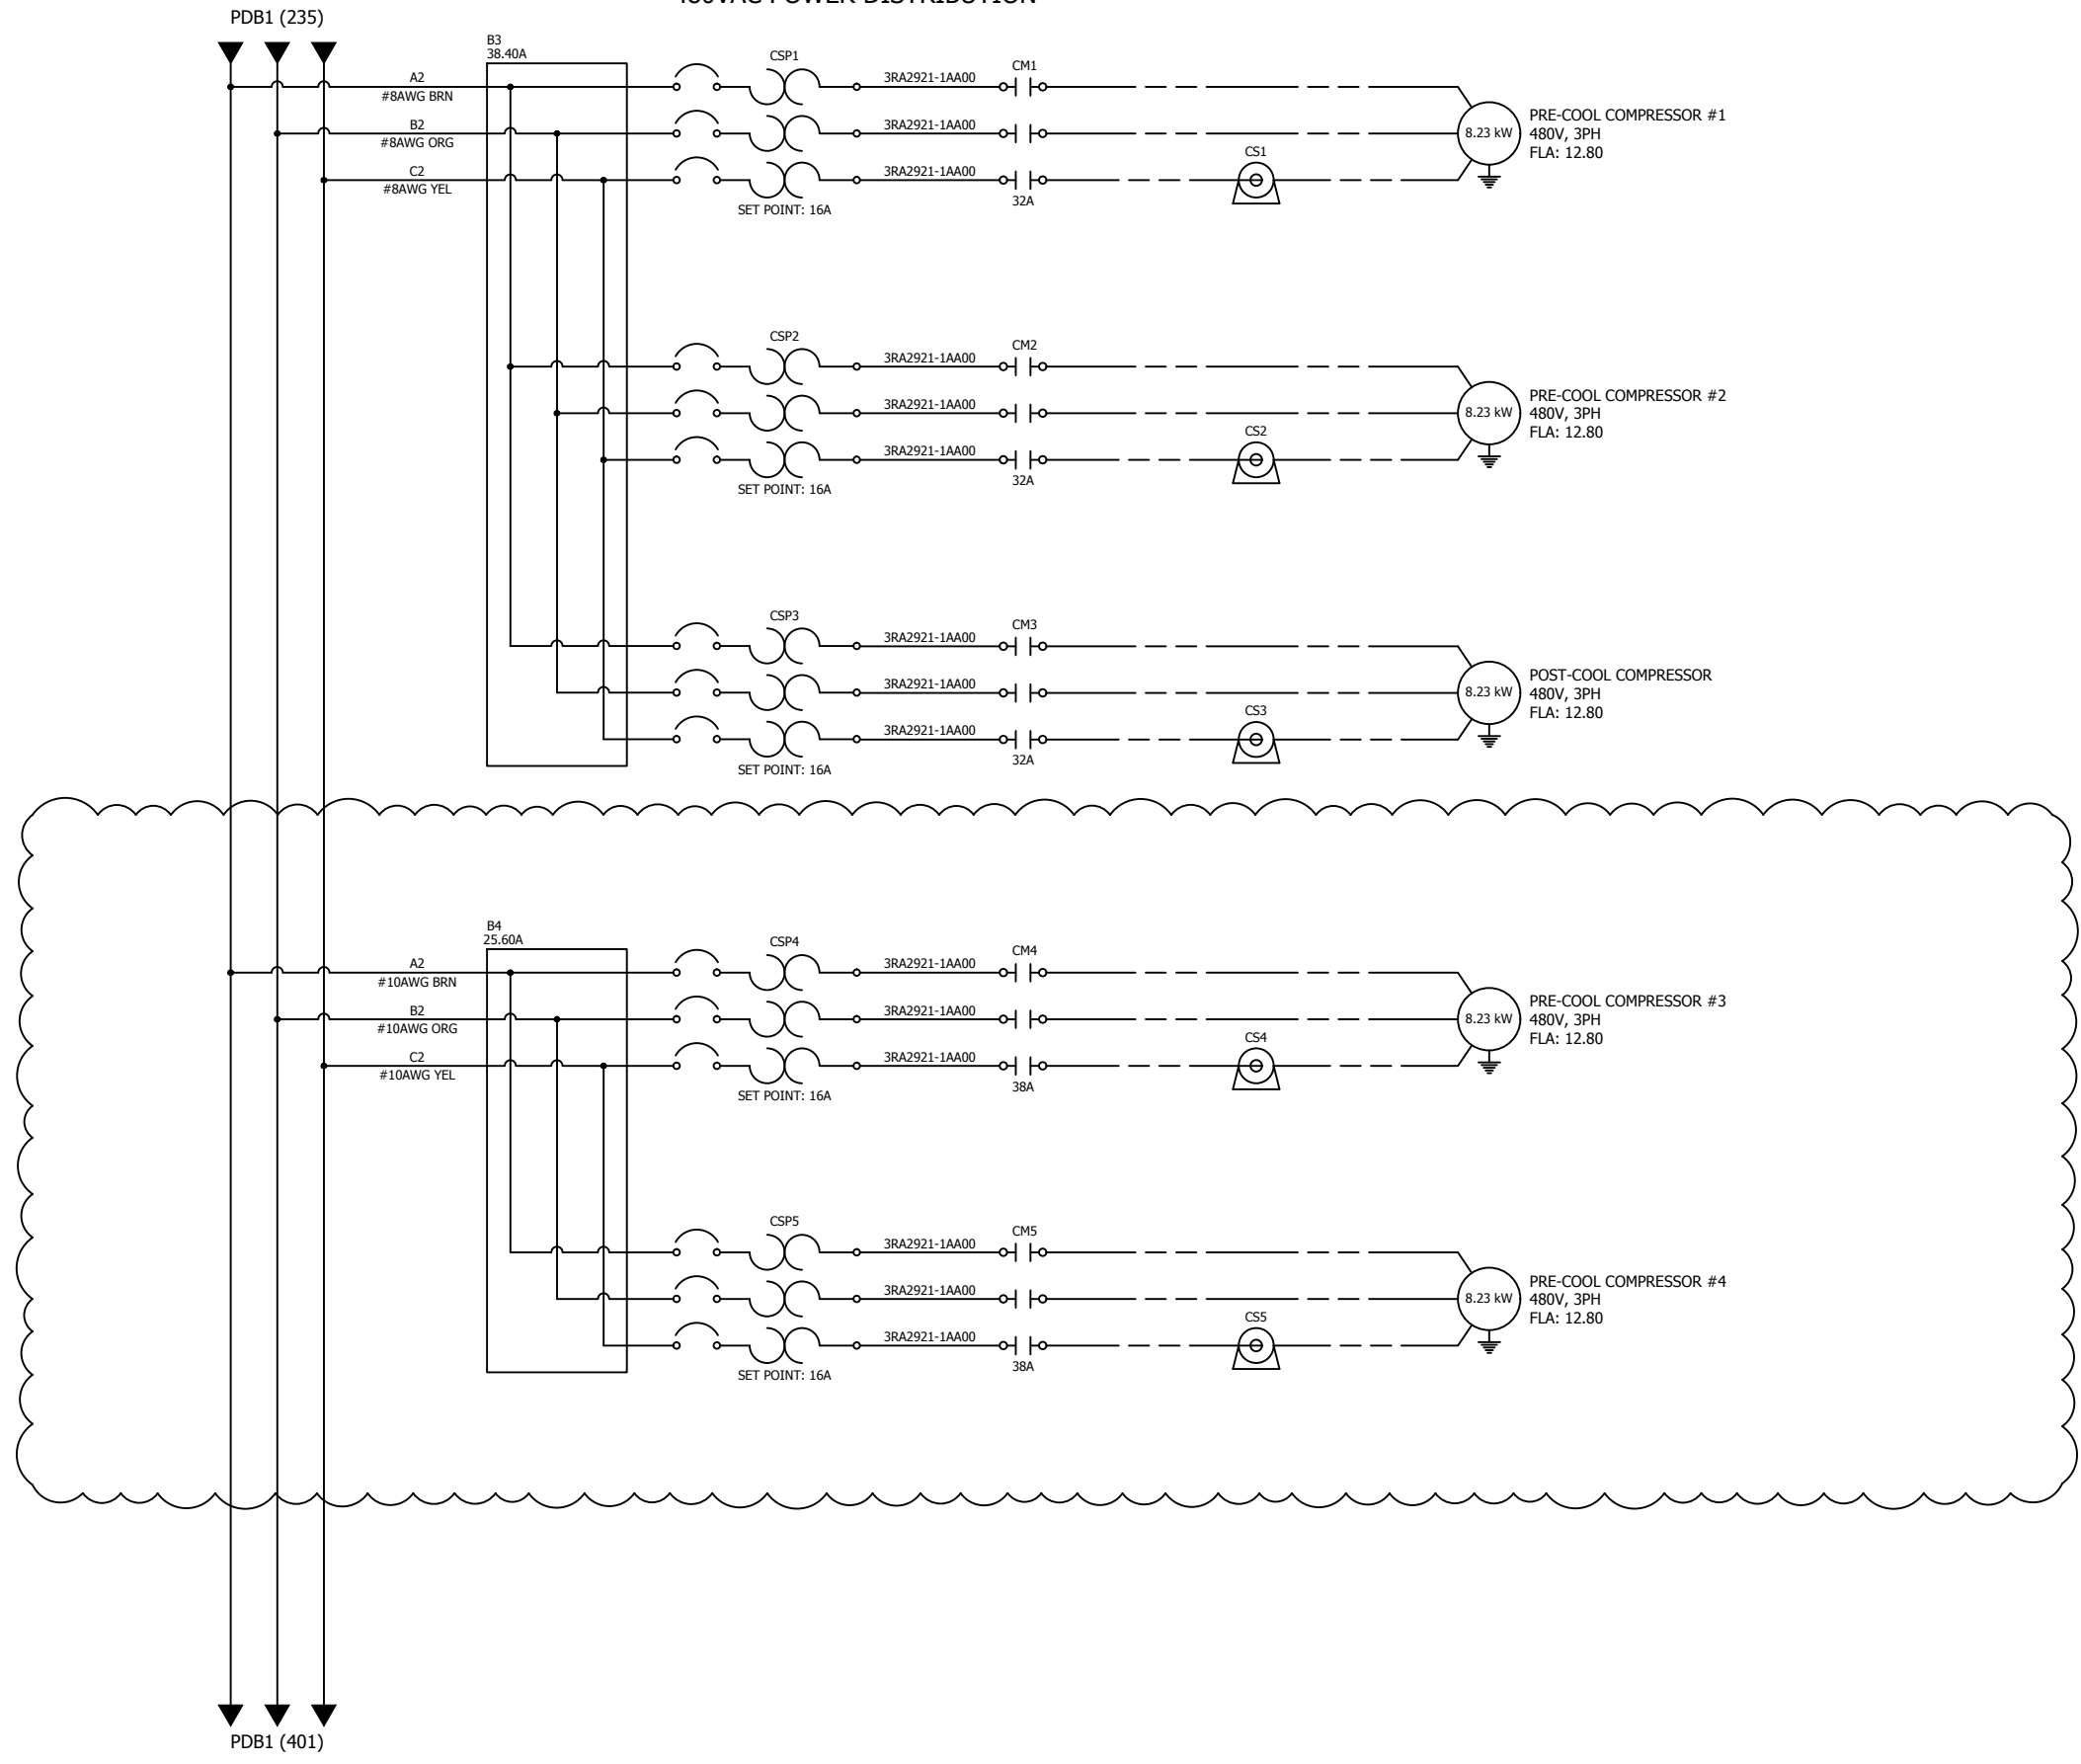 480VAC POWER DISTRIBUTION
PDB1 (235)
B3
38.40A
A2
#8AWG BRN
B2
#8AWG ORG
C2
#8AWG YEL
CSP1
3RA2921-1AA00
3RA2921-1AA00
3RA2921-1AA00
SET POINT: 16A
CM1
32A
CS1
8.23 kW
PRE-COOL COMPRESSOR #1
480V, 3PH
FLA: 12.80
CSP2
3RA2921-1AA00
3RA2921-1AA00
3RA2921-1AA00
SET POINT: 16A
CM2
32A
CS2
8.23 kW
PRE-COOL COMPRESSOR #2
480V, 3PH
FLA: 12.80
CSP3
3RA2921-1AA00
3RA2921-1AA00
3RA2921-1AA00
SET POINT: 16A
CM3
32A
CS3
8.23 kW
POST-COOL COMPRESSOR
480V, 3PH
FLA: 12.80
B4
25.60A
A2
#10AWG BRN
B2
#10AWG ORG
C2
#10AWG YEL
CSP4
3RA2921-1AA00
3RA2921-1AA00
3RA2921-1AA00
SET POINT: 16A
CM4
38A
CS4
8.23 kW
PRE-COOL COMPRESSOR #3
480V, 3PH
FLA: 12.80
CSP5
3RA2921-1AA00
3RA2921-1AA00
3RA2921-1AA00
SET POINT: 16A
CM5
38A
CS5
8.23 kW
PRE-COOL COMPRESSOR #4
480V, 3PH
FLA: 12.80
PDB1 (401)